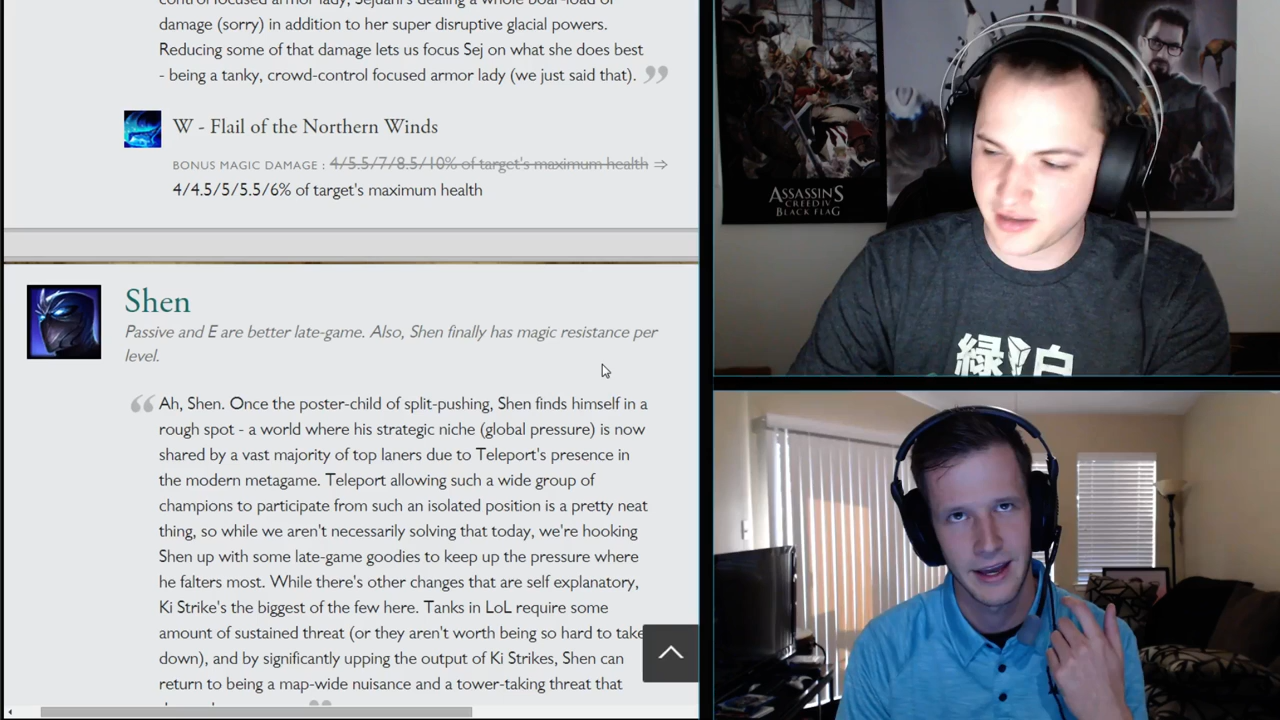 control focused armor lady, Sejuani's dealing a whole boar-load of
damage (sorry) in addition to her super disruptive glacial powers.
Reducing some of that damage lets us focus Sej on what she does best
- being a tanky, crowd-control focused armor lady (we just said that).
W - Flail of the Northern Winds
BONUS MAGIC DAMAGE : 4/5.5/7/8.5/10% of target's maximum health ⇒
4/4.5/5/5.5/6% of target's maximum health
Shen
Passive and E are better late-game. Also, Shen finally has magic resistance per
level.
Ah, Shen. Once the poster-child of split-pushing, Shen finds himself in a
rough spot - a world where his strategic niche (global pressure) is now
shared by a vast majority of top laners due to Teleport's presence in
the modern metagame. Teleport allowing such a wide group of
champions to participate from such an isolated position is a pretty neat
thing, so while we aren't necessarily solving that today, we're hooking
Shen up with some late-game goodies to keep up the pressure where
he falters most. While there's other changes that are self explanatory,
Ki Strike's the biggest of the few here. Tanks in LoL require some
amount of sustained threat (or they aren't worth being so hard to take
down), and by significantly upping the output of Ki Strikes, Shen can
return to being a map-wide nuisance and a tower-taking threat that
ASSASSIN'S
CREED IV
BLACK FLAG
緑 白